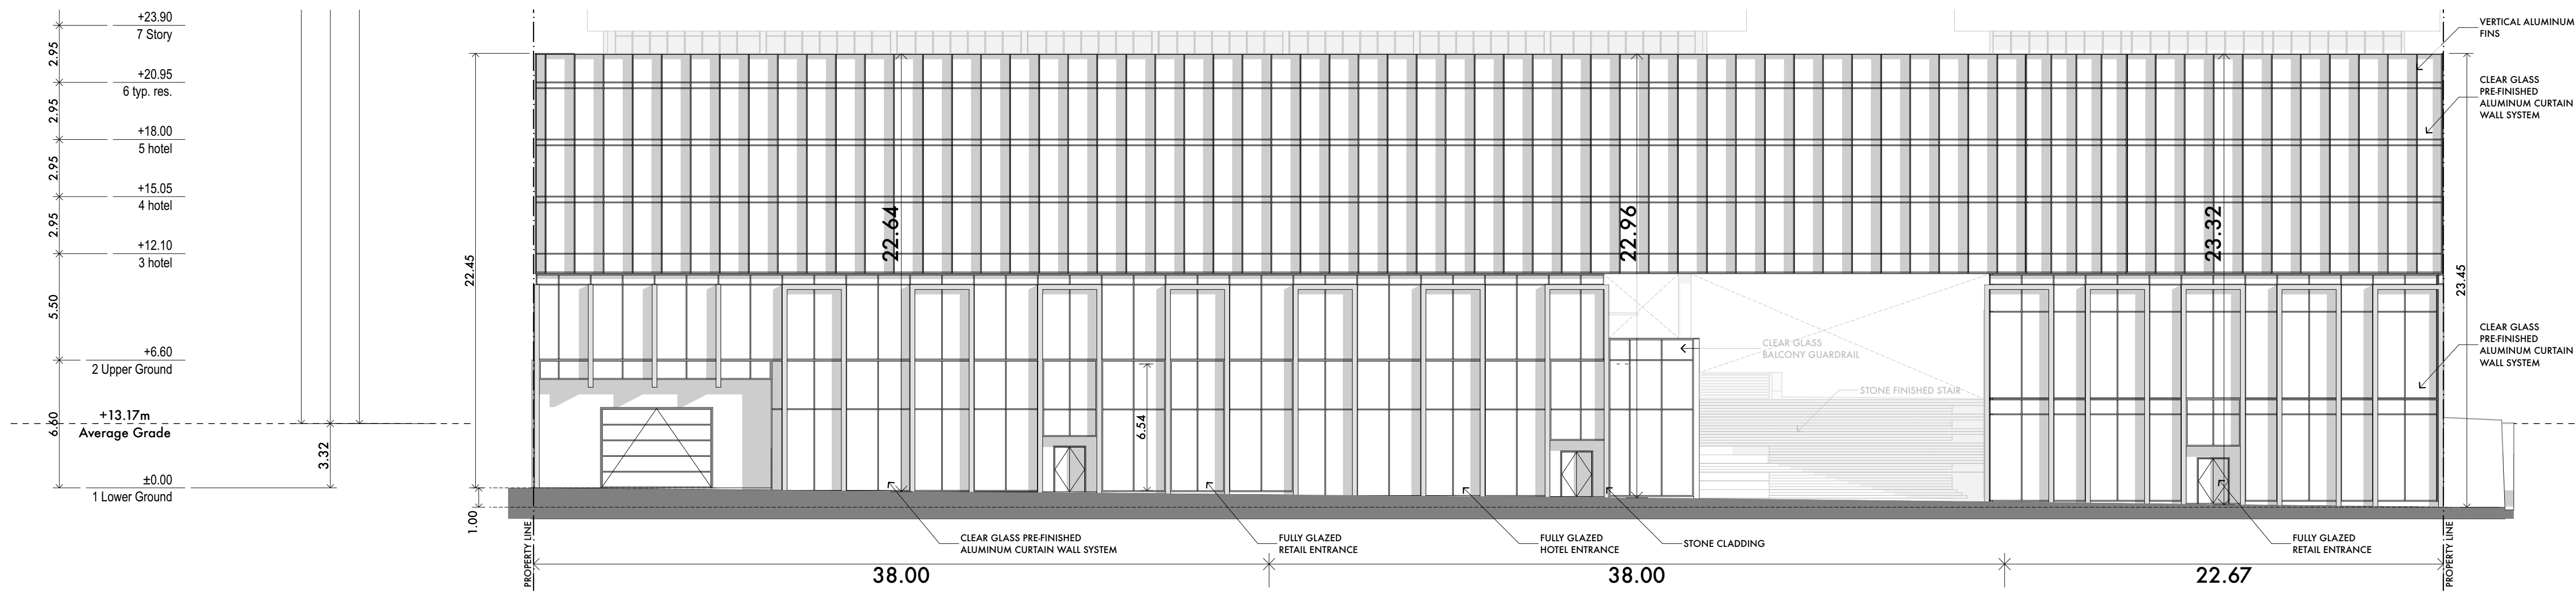 +23.90
7 Story
2.95
+20.95
6 typ. res.
2.95
+18.00
5 hotel
2.95
+15.05
4 hotel
2.95
+12.10
3 hotel
5.50
+6.60
2 Upper Ground
6.60
+13.17m
Average Grade
3.32
±0.00
1 Lower Ground
22.45
1.00
22.64
22.96
23.32
23.45
6.54
VERTICAL ALUMINUM
FINS
CLEAR GLASS
PRE-FINISHED
ALUMINUM CURTAIN
WALL SYSTEM
CLEAR GLASS
BALCONY GUARDRAIL
STONE FINISHED STAIR
CLEAR GLASS
PRE-FINISHED
ALUMINUM CURTAIN
WALL SYSTEM
PROPERTY LINE
CLEAR GLASS PRE-FINISHED
ALUMINUM CURTAIN WALL SYSTEM
FULLY GLAZED
RETAIL ENTRANCE
FULLY GLAZED
HOTEL ENTRANCE
STONE CLADDING
FULLY GLAZED
RETAIL ENTRANCE
PROPERTY LINE
38.00
38.00
22.67